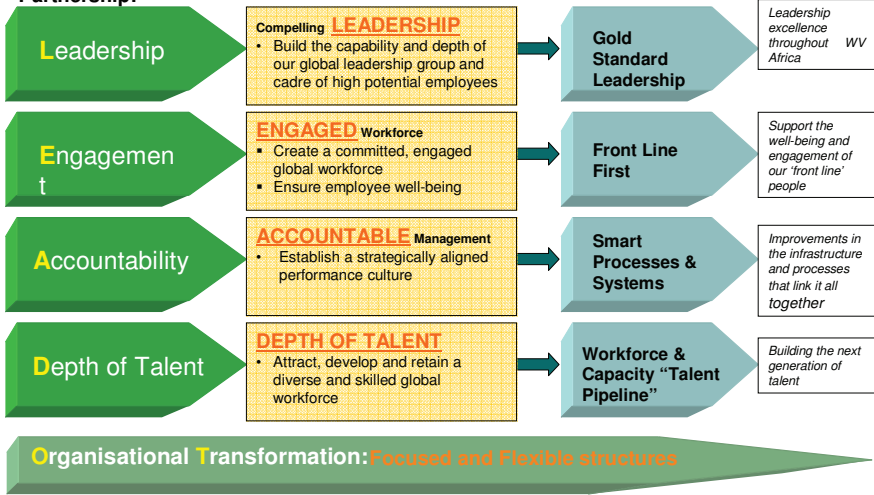 Partnership:
Leadership
Compelling LEADERSHIP
• Build the capability and depth of
our global leadership group and
cadre of high potential employees
Gold
Standard
Leadership
Leadership
excellence
throughout WV
Africa
Engagemen
t
ENGAGED Workforce
▪ Create a committed, engaged
global workforce
▪ Ensure employee well-being
Front Line
First
Support the
well-being and
engagement of
our ‘front line’
people
Accountability
ACCOUNTABLE Management
• Establish a strategically aligned
performance culture
Smart
Processes &
Systems
Improvements in
the infrastructure
and processes
that link it all
together
Depth of Talent
DEPTH OF TALENT
• Attract, develop and retain a
diverse and skilled global
workforce
Workforce &
Capacity “Talent
Pipeline”
Building the next
generation of
talent
Organisational Transformation:Focused and Flexible structures